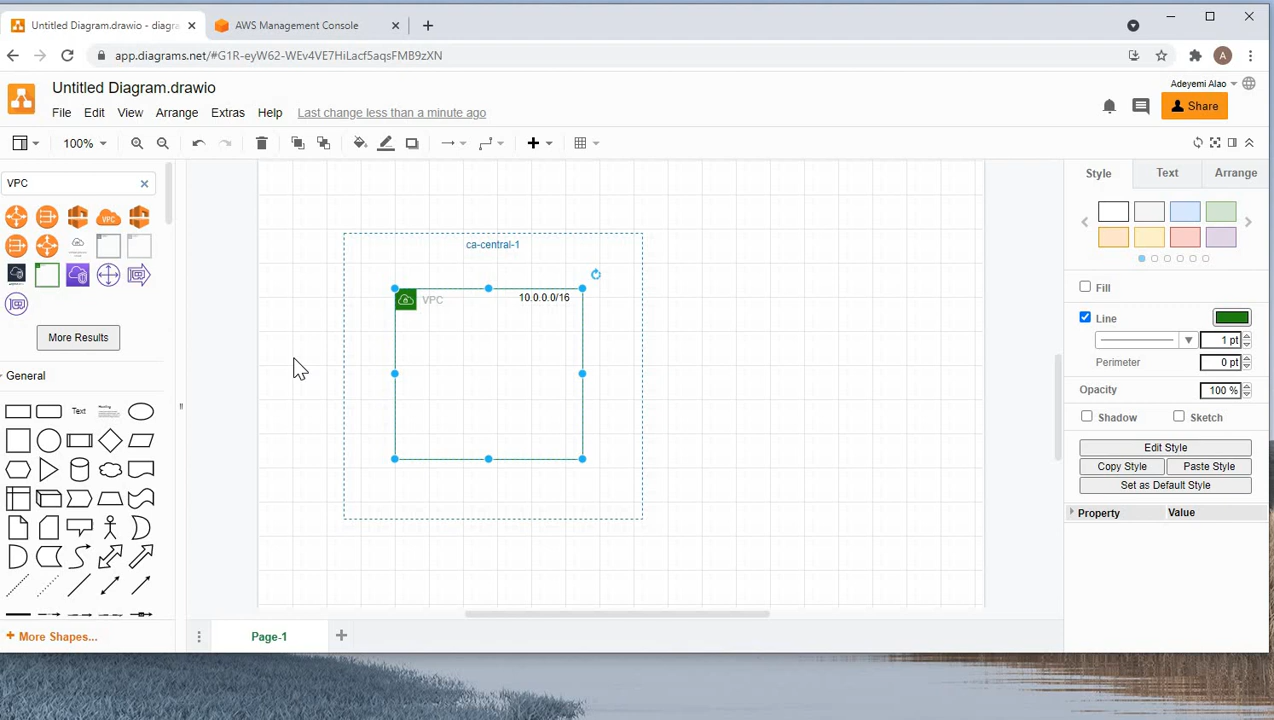 Untitled Diagram.drawio - diagra
AWS Management Console
app.diagrams.net/#G1R-eyW62-WEv4VE7HiLacf5aqsFMB9zXN
A
Untitled Diagram.drawio
Adeyemi Alao
File Edit View Arrange Extras Help Last change less than a minute ago
Share
100%
VPC
VPC
More Results
General
Text
Heading
More Shapes...
ca-central-1
VPC
10.0.0.0/16
Page-1
Style Text Arrange
Fill
Line
1 pt
Perimeter 0 pt
Opacity 100 %
Shadow Sketch
Edit Style
Copy Style Paste Style
Set as Default Style
Property Value